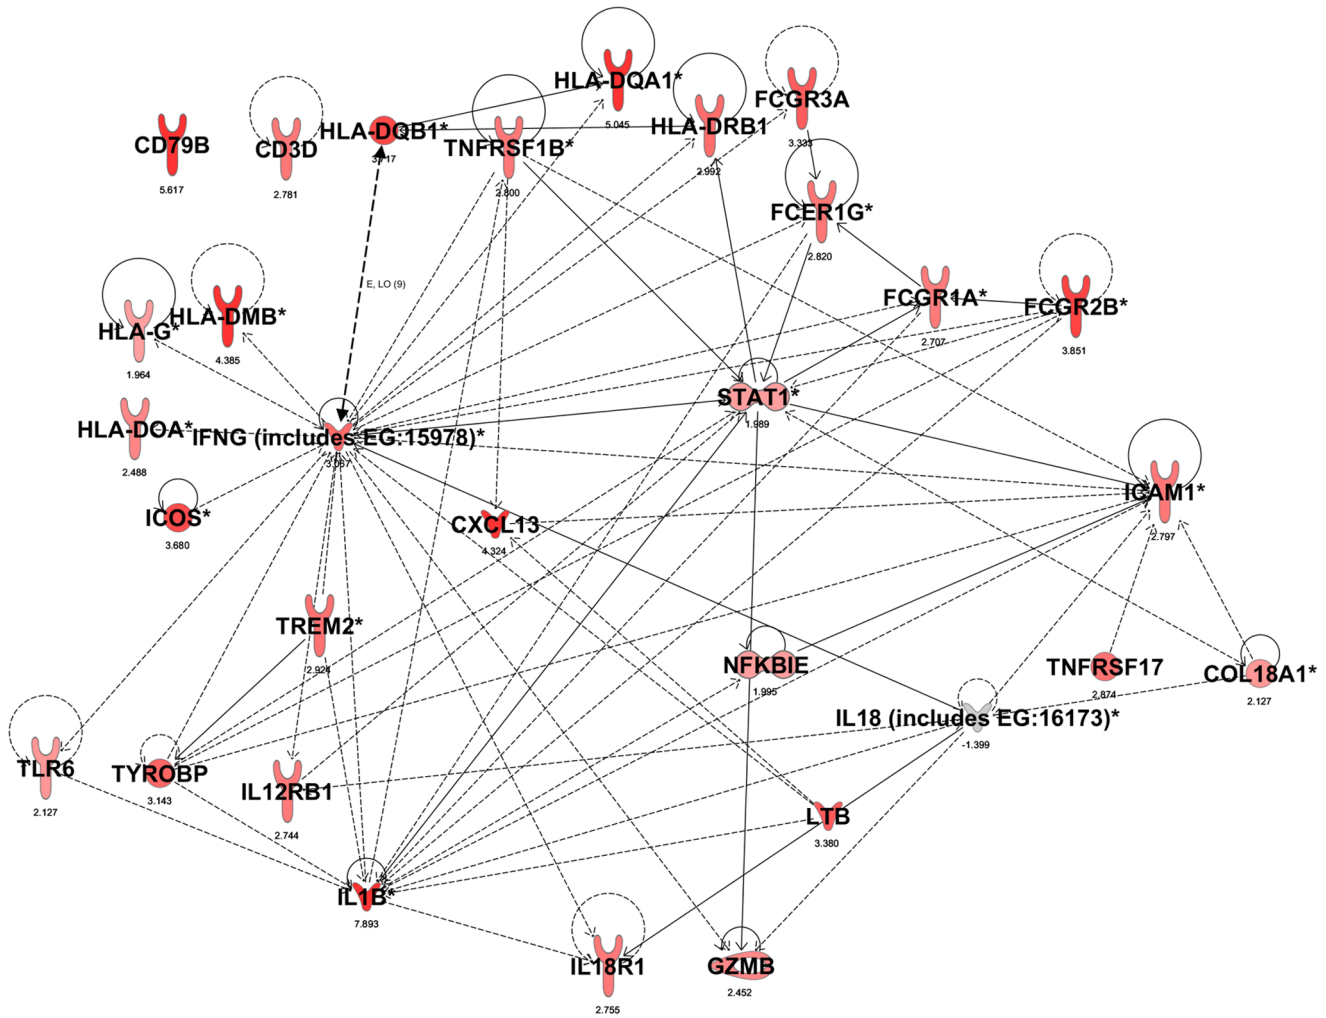 HLA-DQA1*
5.045
FCGR3A
3.333
HLA-DRB1
2.992
HLA-DQB1*
3.717
TNFRSF1B*
2.800
CD79B
5.617
CD3D
2.781
FCER1G*
2.820
E, LO (9)
FCGR1A*
2.707
FCGR2B*
3.851
HLA-G*
1.964
HLA-DMB*
4.385
STAT1*
1.989
HLA-DOA*
2.488
IFNG (includes EG:15978)*
3.067
ICAM1*
2.797
ICOS*
3.680
CXCL13
4.324
TREM2*
2.924
NFKBIE
1.995
TNFRSF17
2.874
COL18A1*
2.127
IL18 (includes EG:16173)*
-1.399
TLR6
2.127
TYROBP
3.143
IL12RB1
2.744
LTB
3.380
IL1B*
7.893
IL18R1
2.755
GZMB
2.452